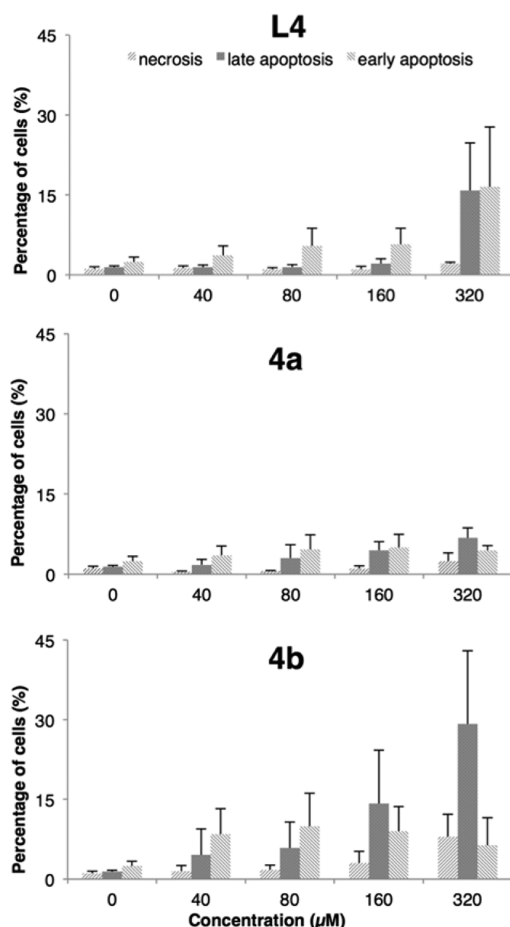 L4
45
necrosis late apoptosis early apoptosis
30
15
0
0 40 80 160 320
Percentage of cells (%)
4a
45
30
15
0
0 40 80 160 320
Percentage of cells (%)
4b
45
30
15
0
0 40 80 160 320
Percentage of cells (%)
Concentration (µM)